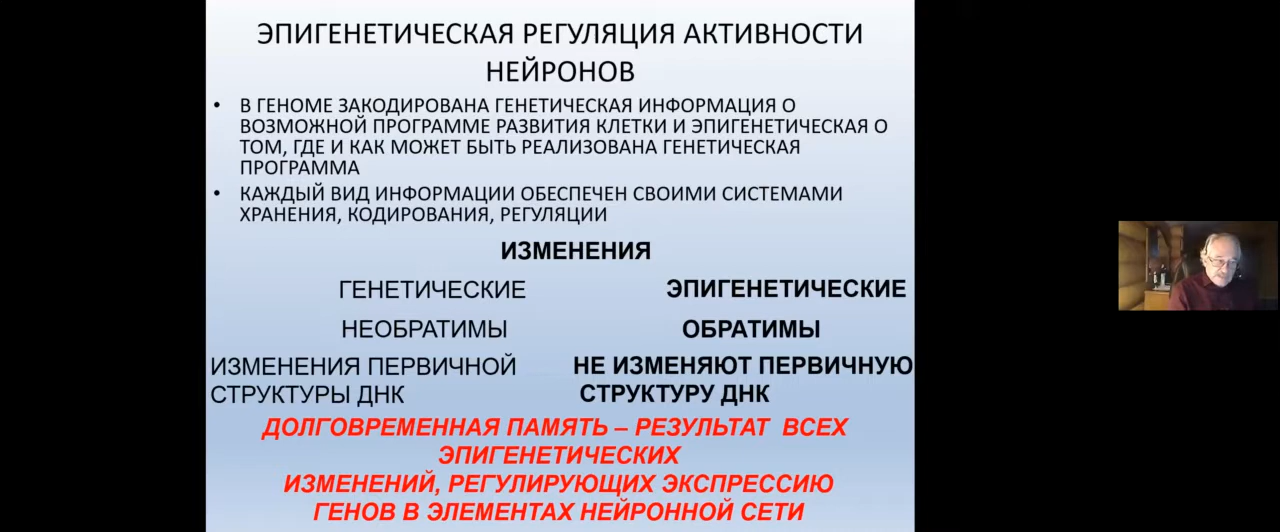 ЭПИГЕНЕТИЧЕСКАЯ РЕГУЛЯЦИЯ АКТИВНОСТИ
НЕЙРОНОВ
• В ГЕНОМЕ ЗАКОДИРОВАНА ГЕНЕТИЧЕСКАЯ ИНФОРМАЦИЯ О
ВОЗМОЖНОЙ ПРОГРАММЕ РАЗВИТИЯ КЛЕТКИ И ЭПИГЕНЕТИЧЕСКАЯ О
ТОМ, ГДЕ И КАК МОЖЕТ БЫТЬ РЕАЛИЗОВАНА ГЕНЕТИЧЕСКАЯ
ПРОГРАММА
• КАЖДЫЙ ВИД ИНФОРМАЦИИ ОБЕСПЕЧЕН СВОИМИ СИСТЕМАМИ
ХРАНЕНИЯ, КОДИРОВАНИЯ, РЕГУЛЯЦИИ
ИЗМЕНЕНИЯ
ГЕНЕТИЧЕСКИЕ ЭПИГЕНЕТИЧЕСКИЕ
НЕОБРАТИМЫ ОБРАТИМЫ
ИЗМЕНЕНИЯ ПЕРВИЧНОЙ НЕ ИЗМЕНЯЮТ ПЕРВИЧНУЮ
СТРУКТУРЫ ДНК СТРУКТУРУ ДНК
ДОЛГОВРЕМЕННАЯ ПАМЯТЬ – РЕЗУЛЬТАТ ВСЕХ
ЭПИГЕНЕТИЧЕСКИХ
ИЗМЕНЕНИЙ, РЕГУЛИРУЮЩИХ ЭКСПРЕССИЮ
ГЕНОВ В ЭЛЕМЕНТАХ НЕЙРОННОЙ СЕТИ